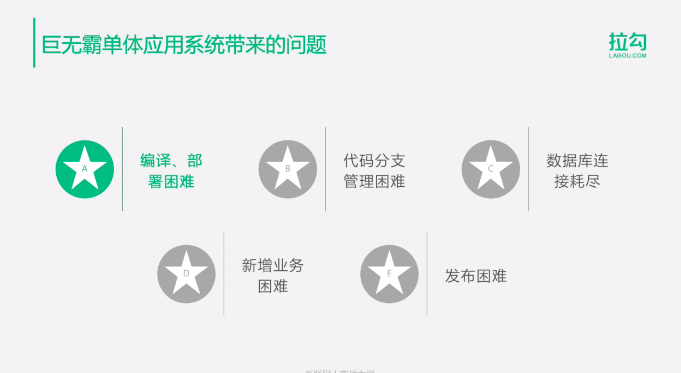 巨无霸单体应用系统带来的问题
拉勾
LAGOU.COM
A
编译、部
署困难
B
代码分支
管理困难
C
数据库连
接耗尽
D
新增业务
困难
E
发布困难